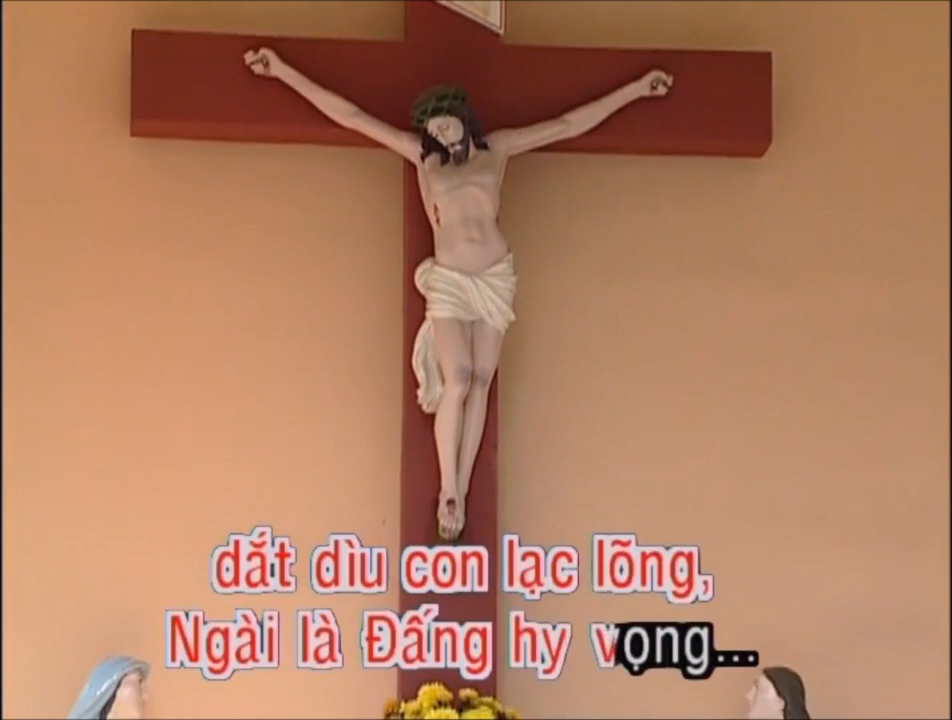 dắt dìu con lạc lõng,
Ngài là Đấng hy vọng...